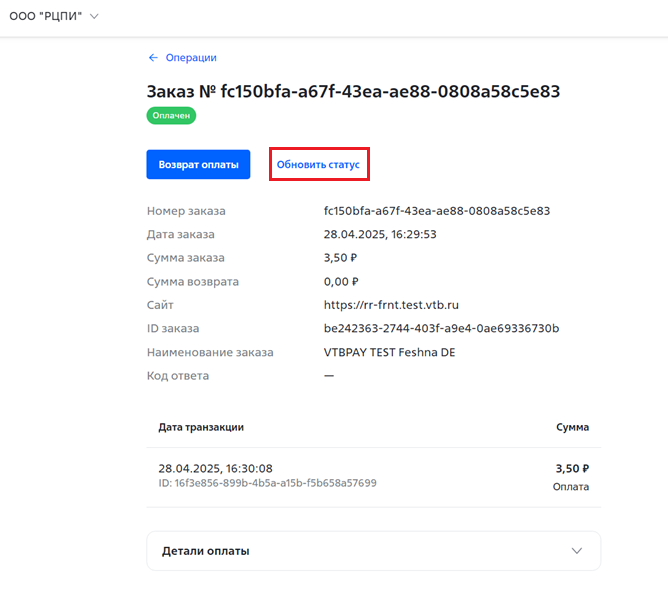 ООО "РЦПИ"
← Операции
Заказ № fc150bfa-a67f-43ea-ae88-0808a58c5e83
Оплачен
Возврат оплаты Обновить статус
Номер заказа fc150bfa-a67f-43ea-ae88-0808a58c5e83
Дата заказа 28.04.2025, 16:29:53
Сумма заказа 3,50 ₽
Сумма возврата 0,00 ₽
Сайт https://rr-frnt.test.vtb.ru
ID заказа be242363-2744-403f-a9e4-0ae69336730b
Наименование заказа VTBPAY TEST Feshna DE
Код ответа —
Дата транзакции Сумма
28.04.2025, 16:30:08 3,50 ₽
ID: 16f3e856-899b-4b5a-a15b-f5b658a57699 Оплата
Детали оплаты